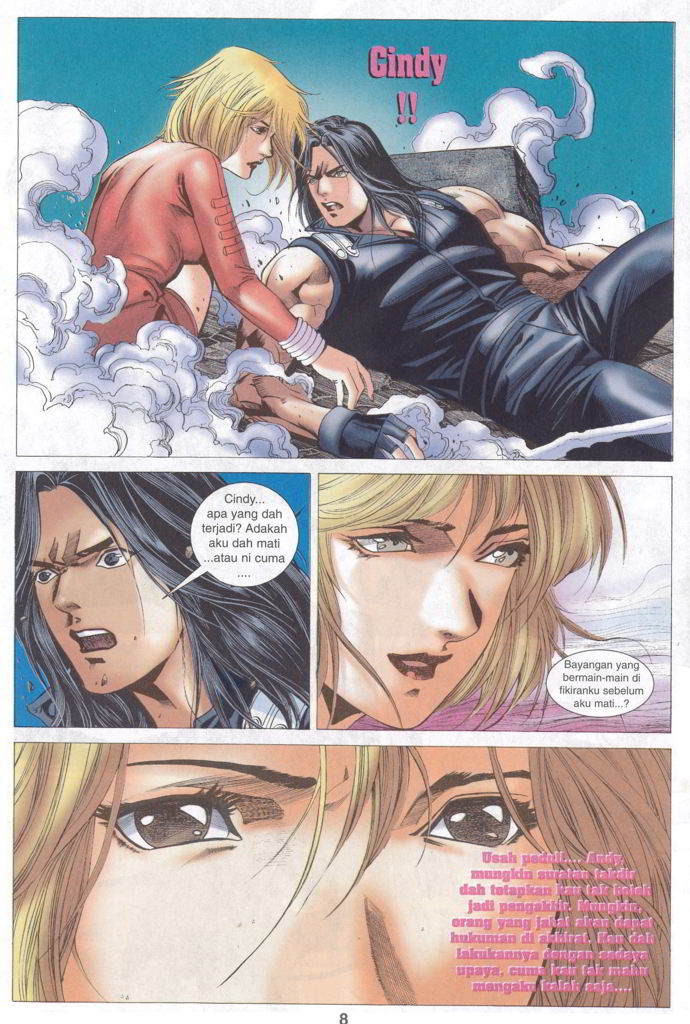 Cindy
!!
Cindy...
apa yang dah
terjadi? Adakah
aku dah mati
...atau ni cuma
....
Bayangan yang
bermain-main di
fikiranku sebelum
aku mati...?
Usah peduli.... Andy,
mungkin suratan takdir
dah tetapkan kau tak boleh
jadi pengakhir. Mungkin,
orang yang jahat akan dapat
hukuman di akhirat. Kau dah
lakukannya dengan sedaya
upaya, cuma kau tak mahu
mengaku kalah saja....
8